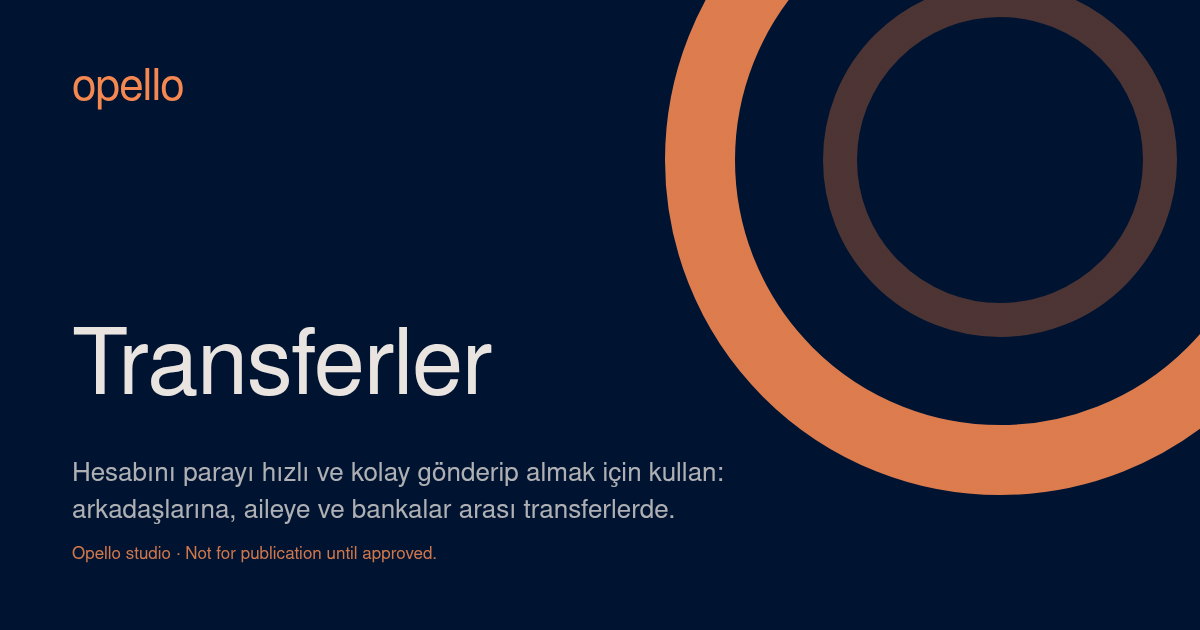 opello
Transferler
Hesabını parayı hızlı ve kolay gönderip almak için kullan:
arkadaşlarına, aileye ve bankalar arası transferlerde.
Opello studio · Not for publication until approved.